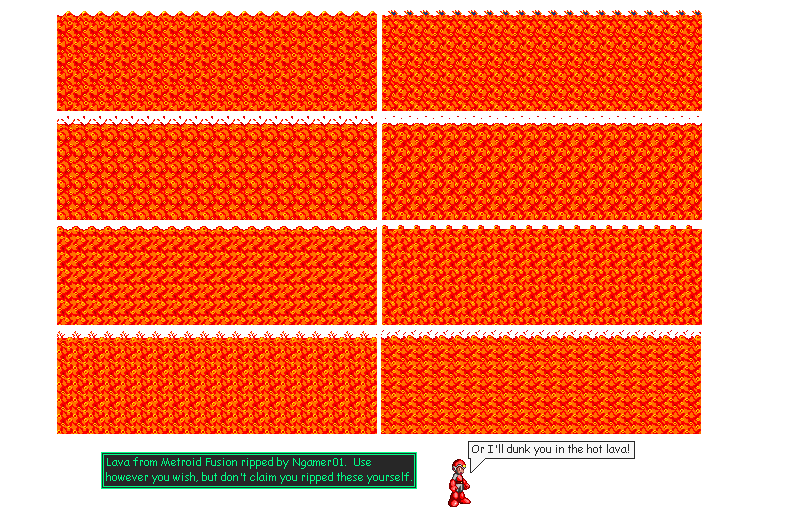 Lava from Metroid Fusion ripped by Ngamer01.  Use
however you wish, but don't claim you ripped these yourself.
Or I'll dunk you in the hot lava!